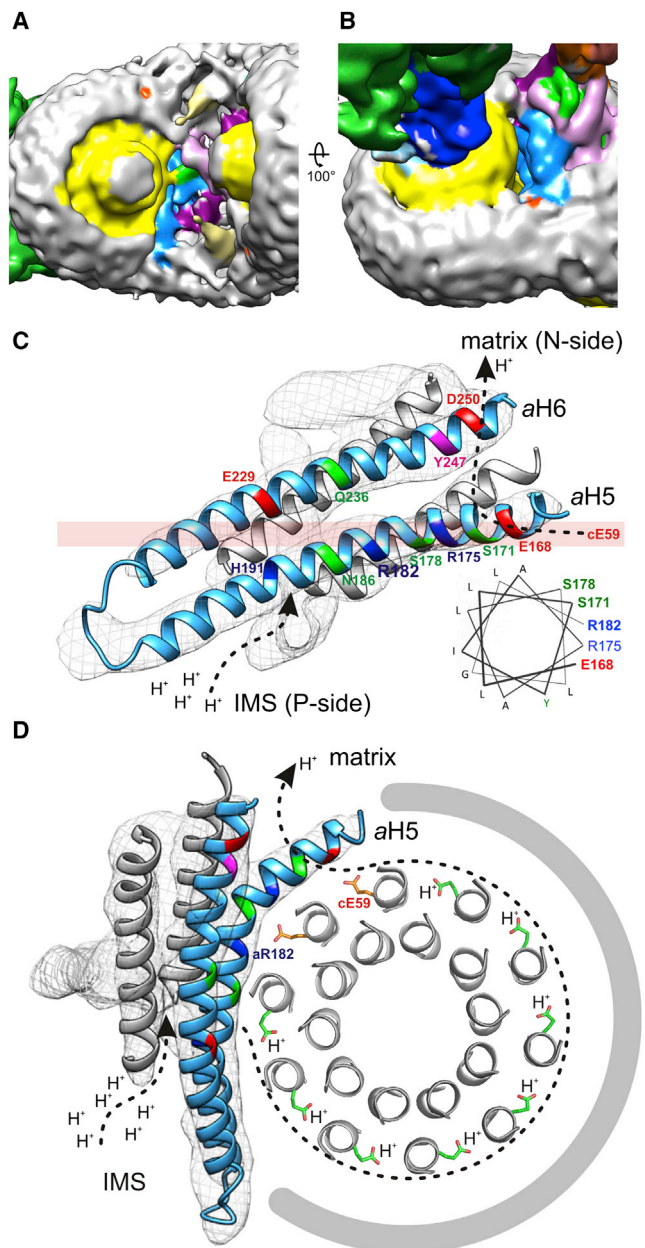 A
B
100°
C
matrix (N-side)
H⁺
D250
aH6
Y247
E229
Q236
aH5
cE59
E168
S171
R175
S178
R182
N186
H191
H⁺ H⁺
H⁺ H⁺ H⁺
IMS (P-side)
A
L S178
L S171
L R182
I R175
G E168
L L
A Y
D
H⁺ matrix
aH5
cE59 H⁺
H⁺
aR182
H⁺
H⁺
H⁺
H⁺ H⁺
H⁺ H⁺
H⁺
H⁺ H⁺
H⁺ H⁺
H⁺ H⁺
IMS